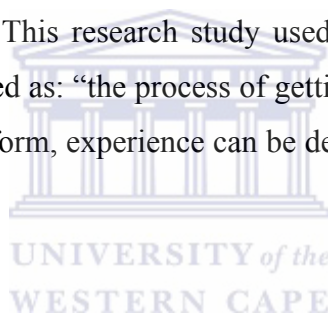 This research study used
ed as: “the process of getti
form, experience can be de
UNIVERSITY of the
WESTERN CAPE